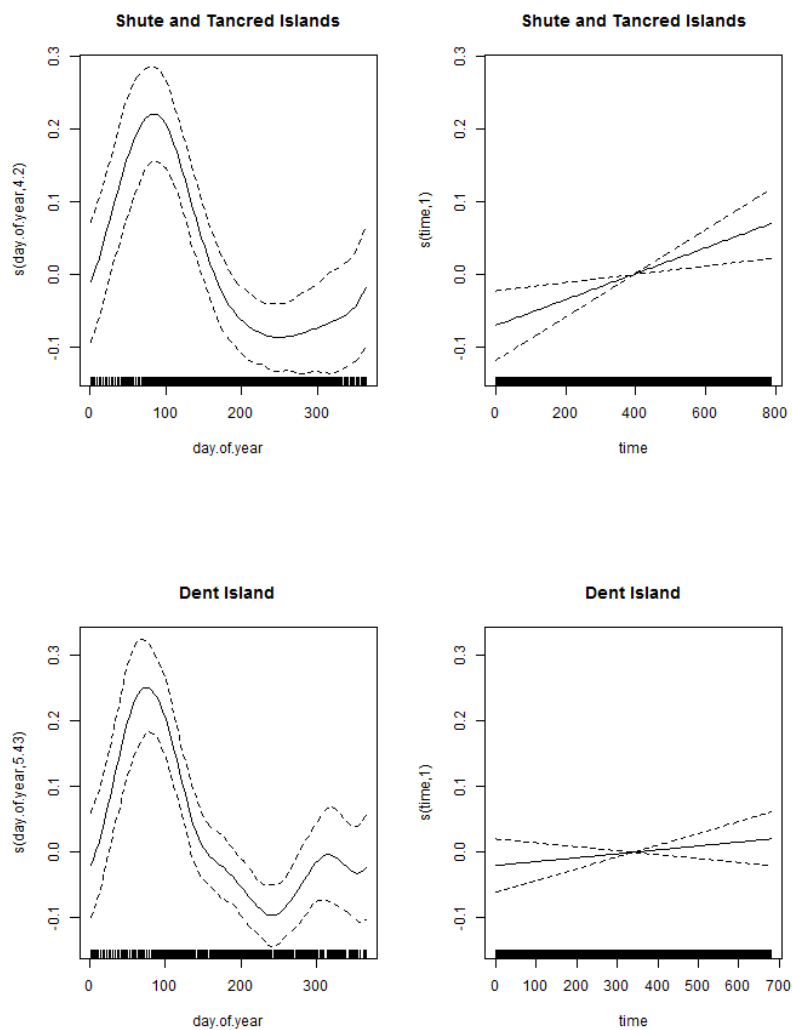 Shute and Tancred Islands
s(day.of.year,4.2)
0.3
0.2
0.1
0.0
-0.1
0 100 200 300
day.of.year
Shute and Tancred Islands
s(time,1)
0.3
0.2
0.1
0.0
-0.1
0 200 400 600 800
time
Dent Island
s(day.of.year,5.43)
0.3
0.2
0.1
0.0
-0.1
0 100 200 300
day.of.year
Dent Island
s(time,1)
0.3
0.2
0.1
0.0
-0.1
0 100 200 300 400 500 600 700
time